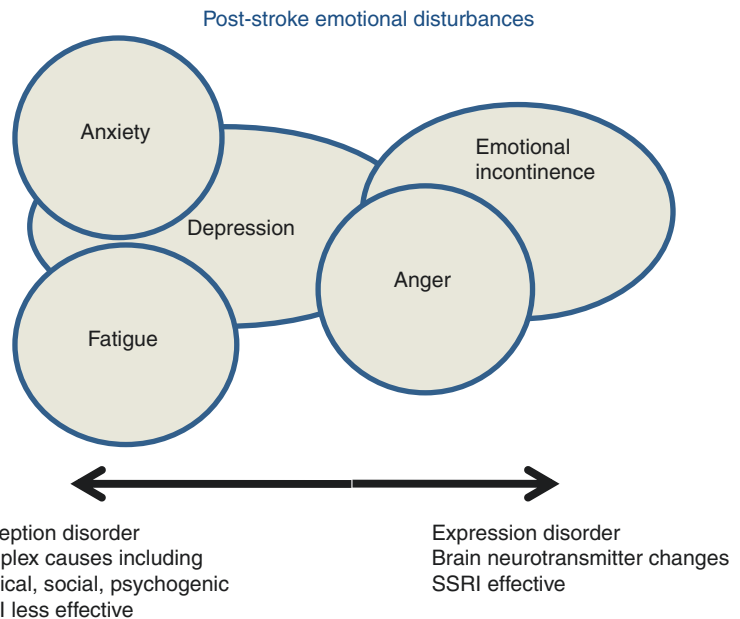 Post-stroke emotional disturbances
Anxiety
Emotional
incontinence
Depression
Anger
Fatigue
eption disorder
plex causes including
ical, social, psychogenic
I less effective
Expression disorder
Brain neurotransmitter changes
SSRI effective